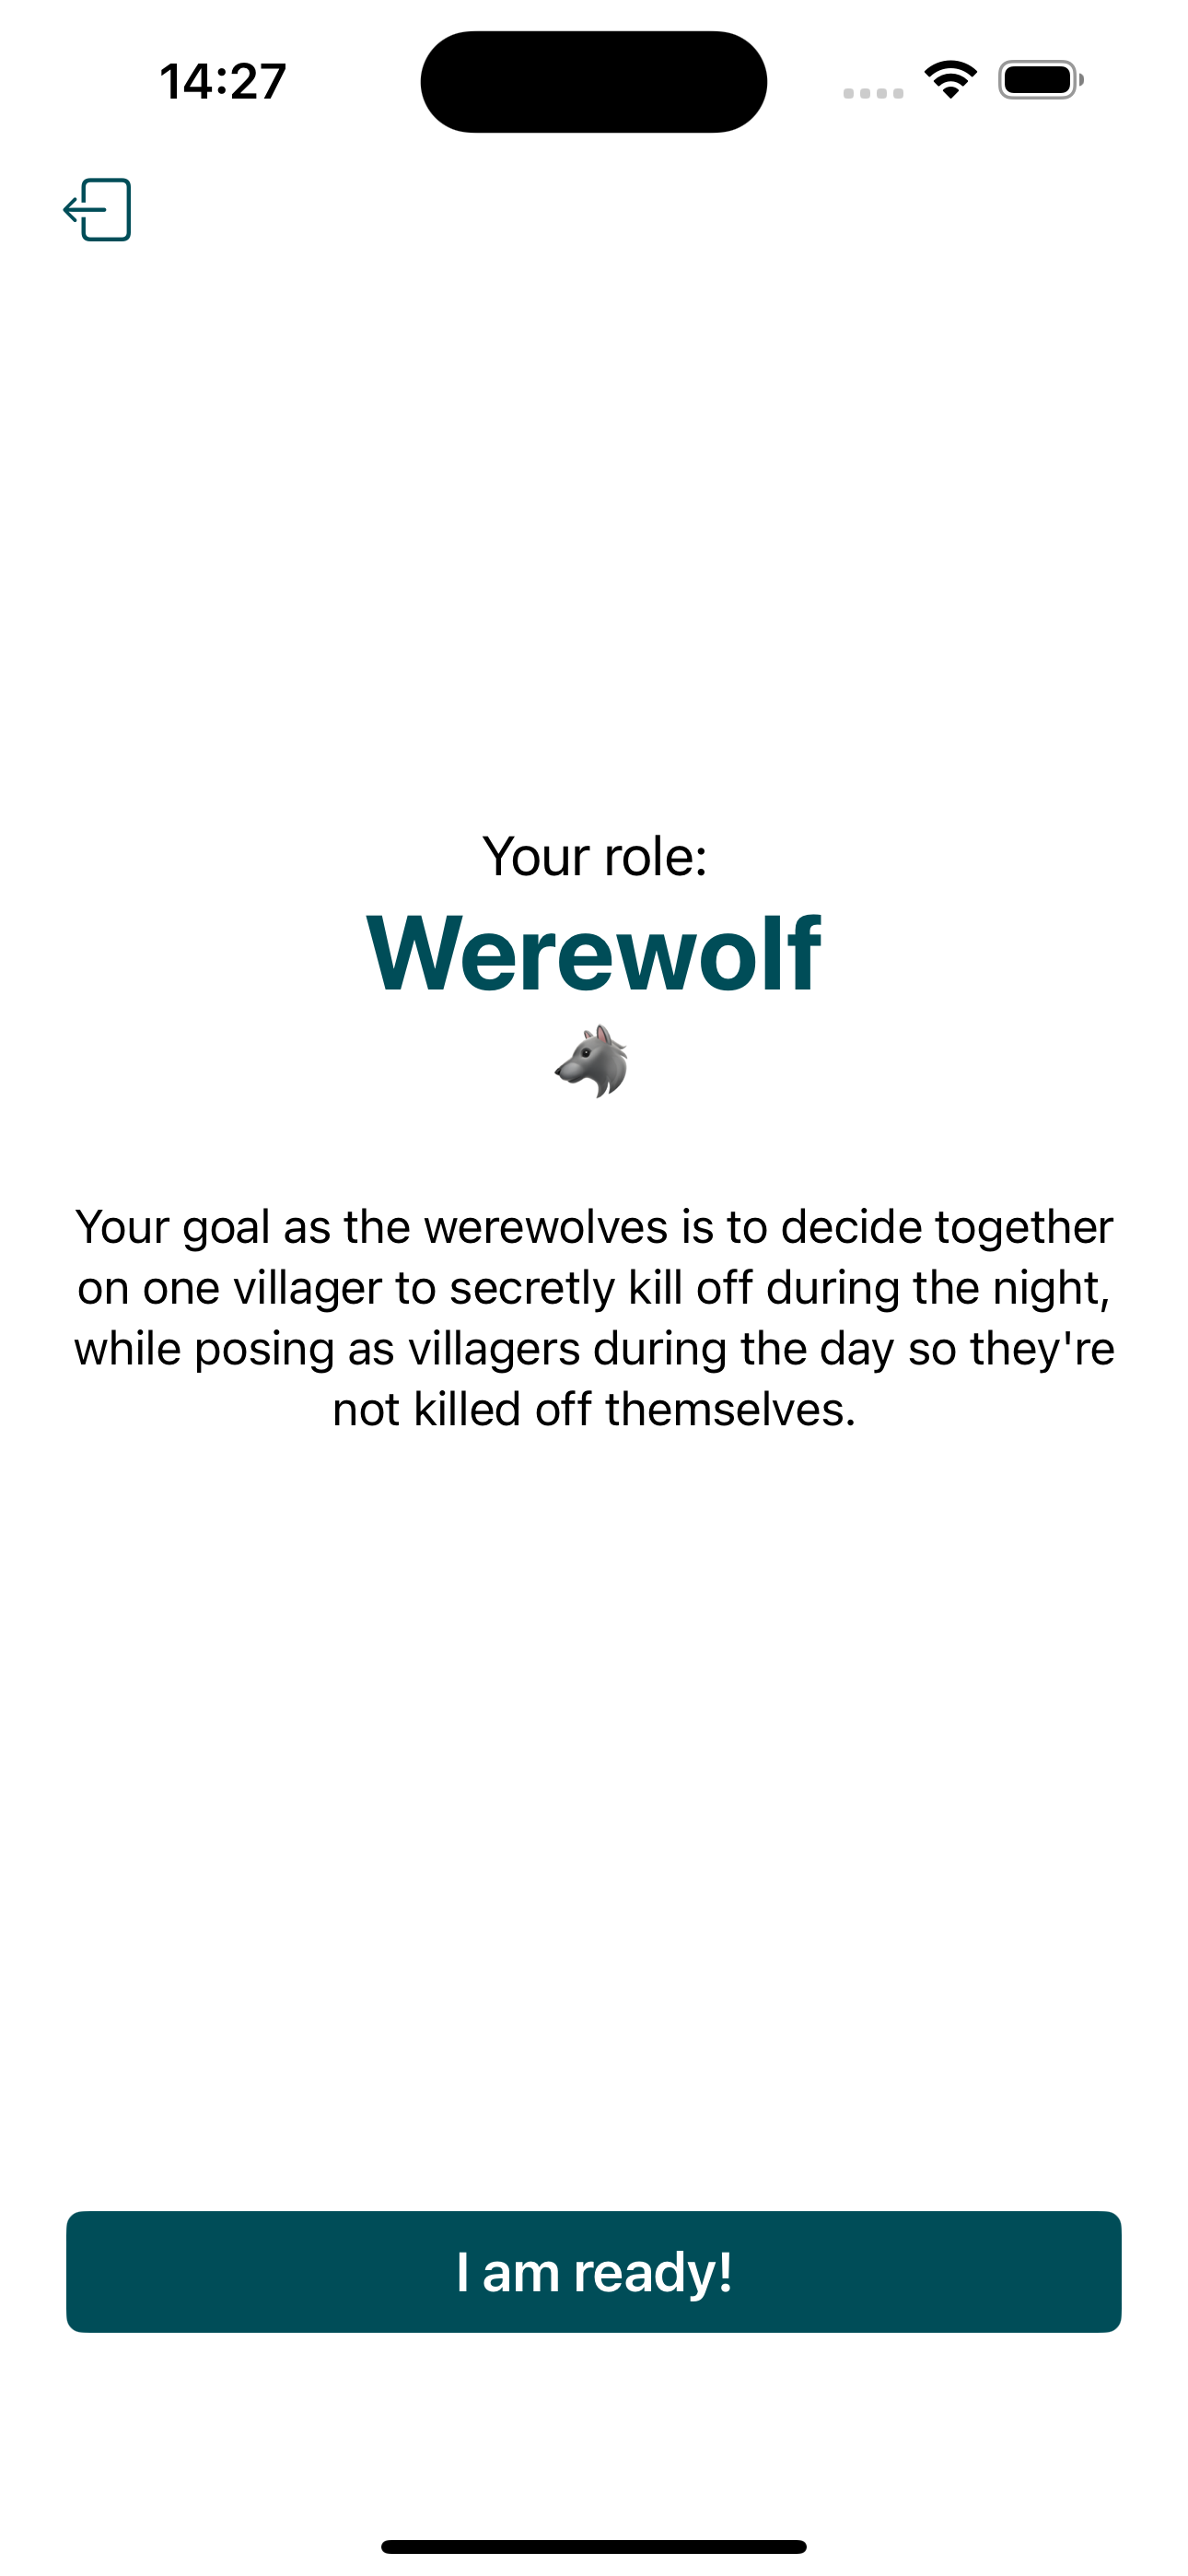 14:27
Your role:
Werewolf
Your goal as the werewolves is to decide together
on one villager to secretly kill off during the night,
while posing as villagers during the day so they're
not killed off themselves.
I am ready!